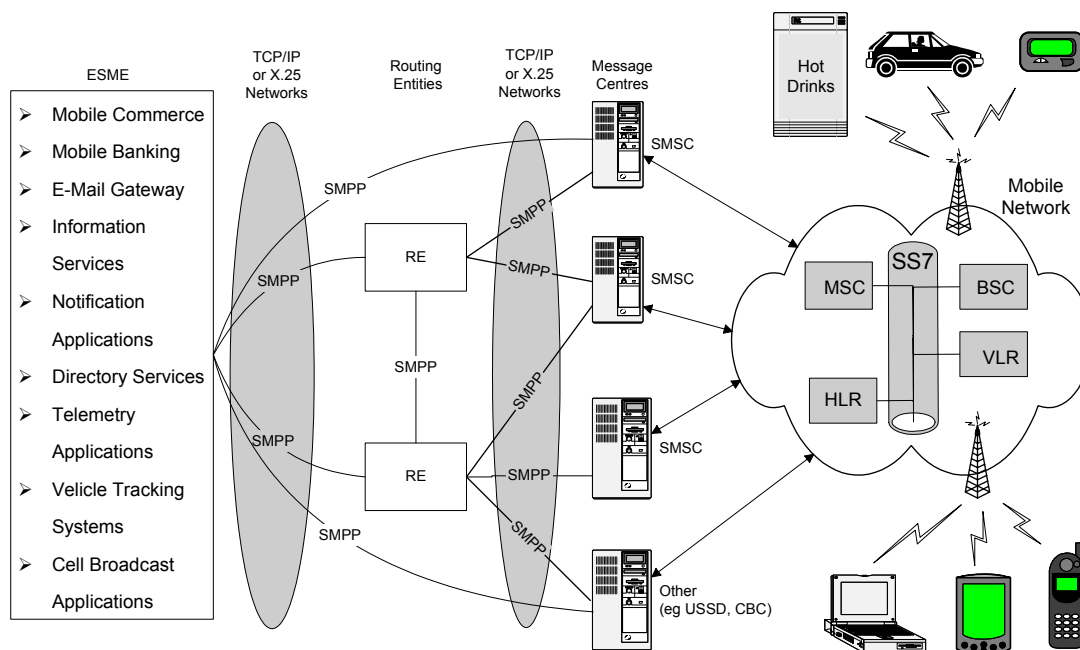 ESME
Mobile Commerce
Mobile Banking
E-Mail Gateway
Information
Services
Notification
Applications
Directory Services
Telemetry
Applications
Velicle Tracking
Systems
Cell Broadcast
Applications
TCP/IP
or X.25
Networks
Routing
Entities
TCP/IP
or X.25
Networks
Message
Centres
SMPP
SMPP
SMPP
SMPP
RE
SMPP
RE
SMPP
SMPP
SMPP
SMPP
SMPP
SMSC
SMSC
SMSC
Other
(eg USSD, CBC)
Hot
Drinks
Mobile
Network
SS7
MSC
BSC
VLR
HLR